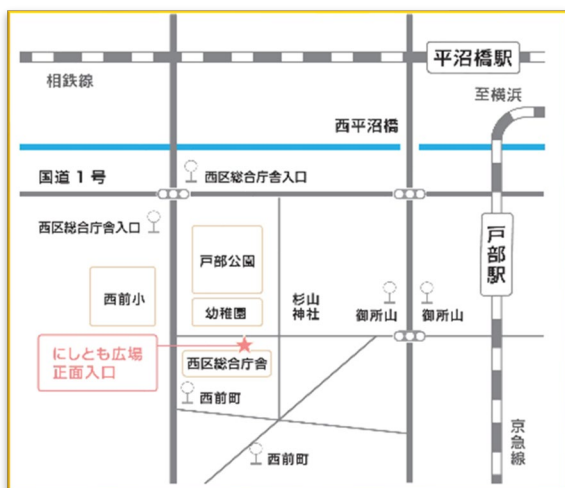 平沼橋駅
相鉄線
至横浜
西平沼橋
国道1号
西区総合庁舎入口
西区総合庁舎入口
戸部公園
戸部駅
西前小
幼稚園
杉山
神社
御所山
御所山
にしとも広場
正面入口
西区総合庁舎
西前町
西前町
京急線